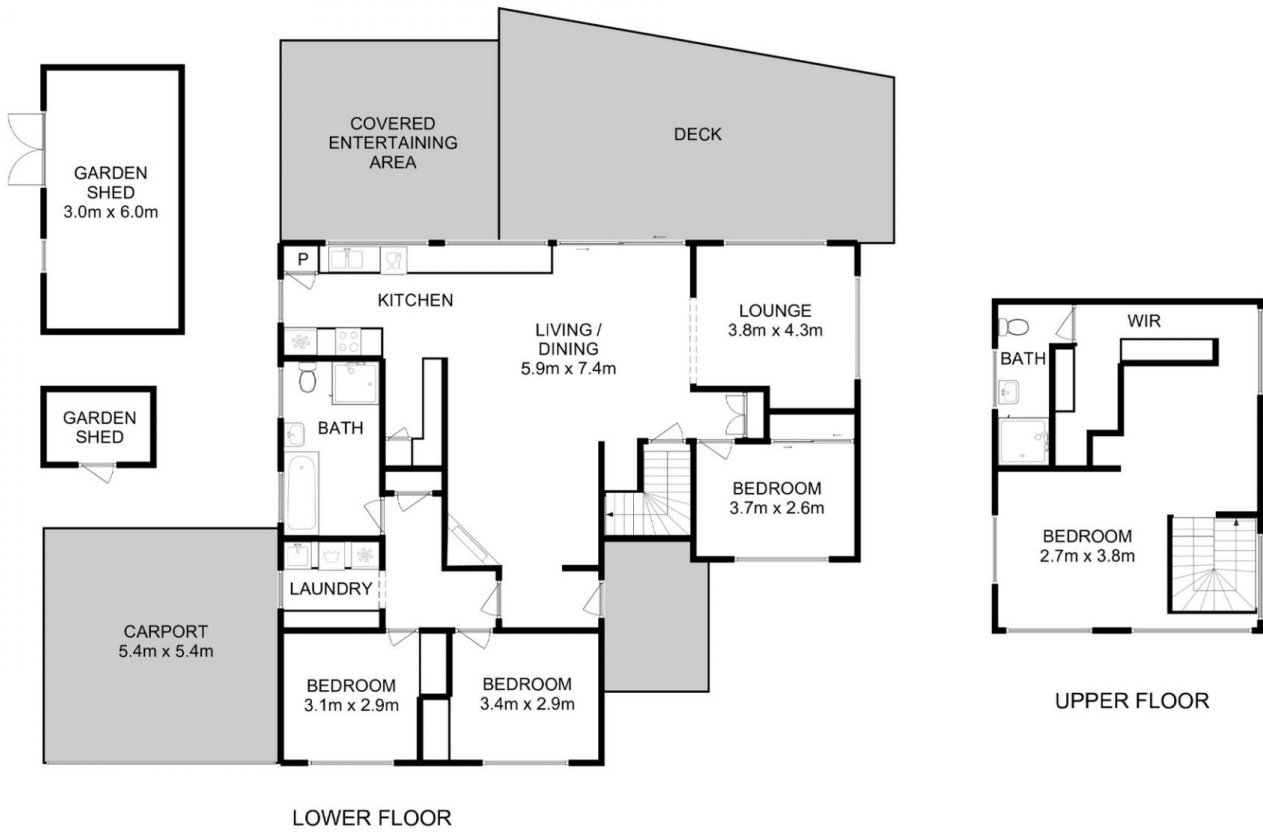 COVERED
ENTERTAINING
AREA
DECK
GARDEN
SHED
3.0m x 6.0m
P
KITCHEN
LIVING /
DINING
5.9m x 7.4m
LOUNGE
3.8m x 4.3m
WIR
BATH
GARDEN
SHED
BATH
BEDROOM
3.7m x 2.6m
BEDROOM
2.7m x 3.8m
LAUNDRY
CARPORT
5.4m x 5.4m
BEDROOM
3.1m x 2.9m
BEDROOM
3.4m x 2.9m
UPPER FLOOR
LOWER FLOOR